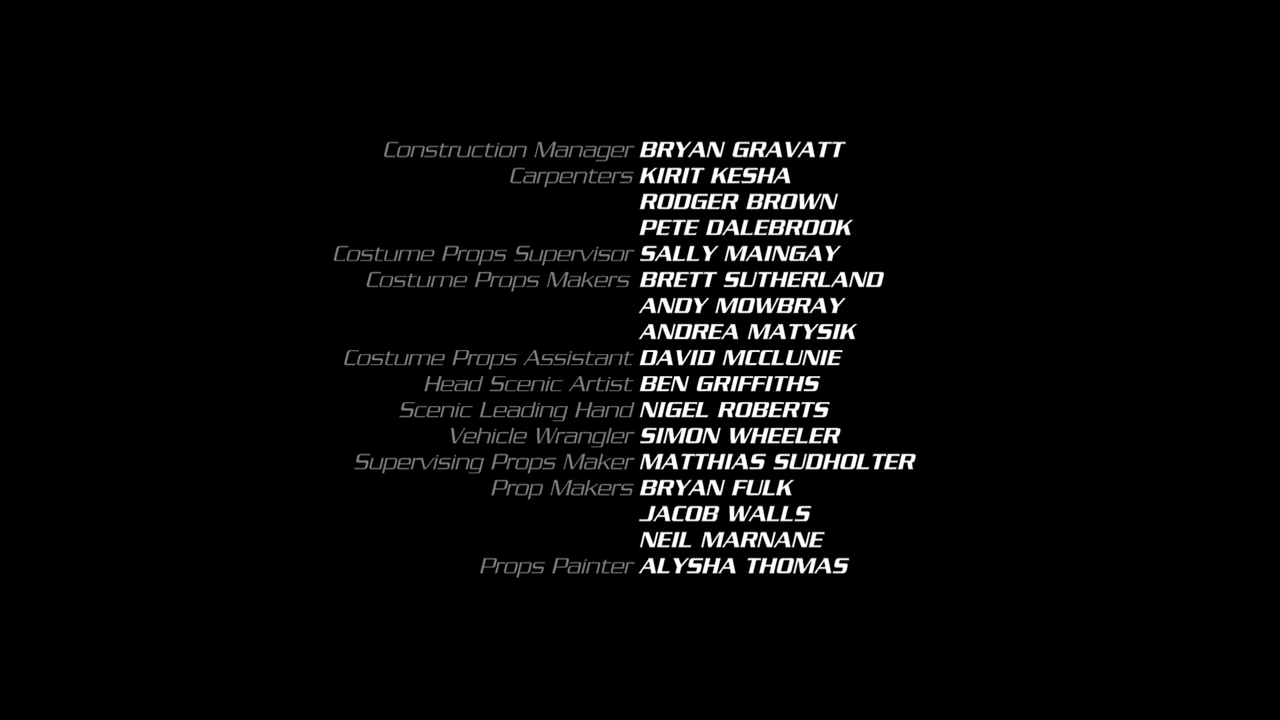 Construction Manager BRYAN GRAVATT
Carpenters KIRIT KESHA
RODGER BROWN
PETE DALEBROOK
Costume Props Supervisor SALLY MAINGAY
Costume Props Makers BRETT SUTHERLAND
ANDY MOWBRAY
ANDREA MATYSIK
Costume Props Assistant DAVID MCCLUNIE
Head Scenic Artist BEN GRIFFITHS
Scenic Leading Hand NIGEL ROBERTS
Vehicle Wrangler SIMON WHEELER
Supervising Props Maker MATTHIAS SUDHOLTER
Prop Makers BRYAN FULK
JACOB WALLS
NEIL MARNANE
Props Painter ALYSHA THOMAS